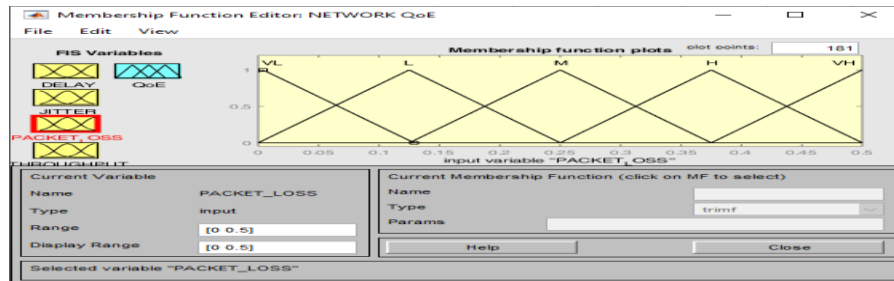 Membership Function Editor: NETWORK QoE
File Edit View
FIS Variables
DELAY
QoE
JITTER
PACKET_LOSS
THROUGHPUT
Membership function plots
plot points:
181
VL L M H VH
1
0.5
0
0 0.05 0.1 0.15 0.2 0.25 0.3 0.35 0.4 0.45 0.5
input variable "PACKET_LOSS"
Current Variable
Name PACKET_LOSS
Type input
Range [0 0.5]
Display Range [0 0.5]
Current Membership Function (click on MF to select)
Name
Type trimf
Params
Help Close
Selected variable "PACKET_LOSS"